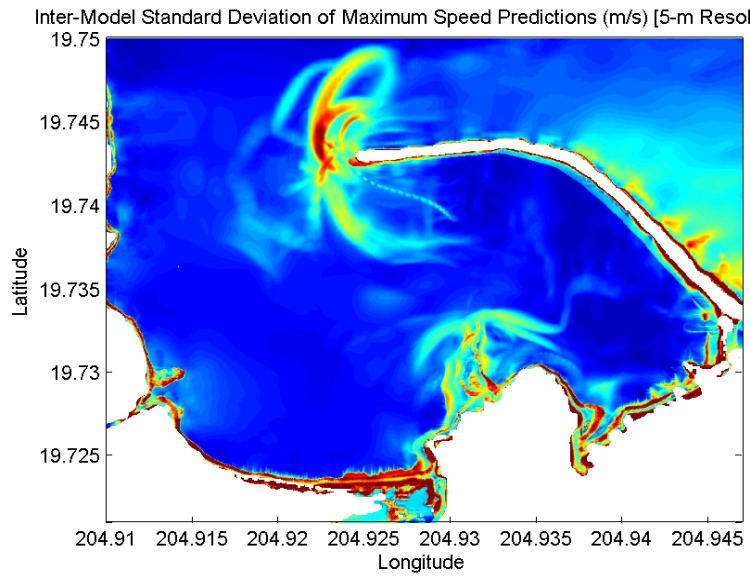 Inter-Model Standard Deviation of Maximum Speed Predictions (m/s) [5-m Resol
19.75
19.745
19.74
19.735
19.73
19.725
Latitude
204.91 204.915 204.92 204.925 204.93 204.935 204.94 204.945
Longitude